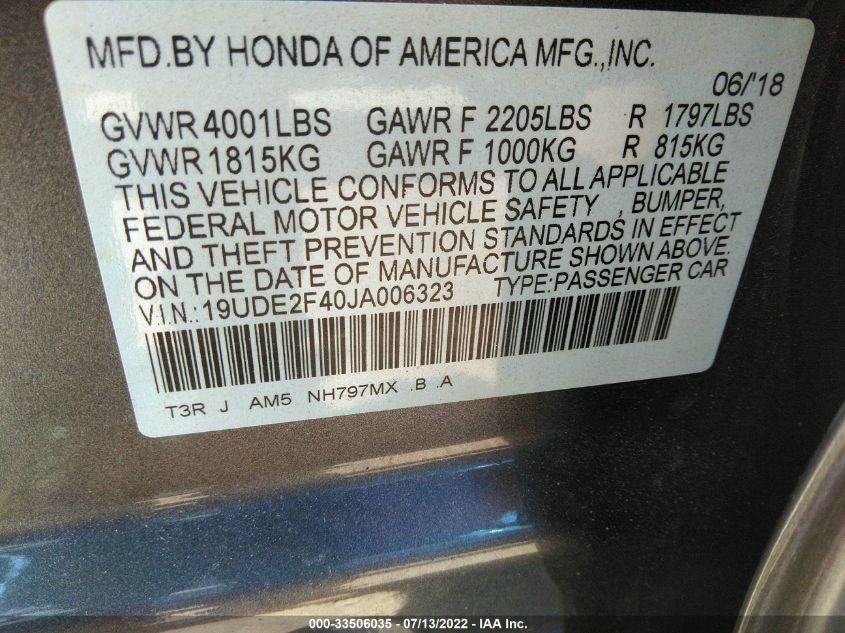 MFD.BY HONDA OF AMERICA MFG.,INC.
06/'18
GVWR 4001LBS GAWR F 2205LBS R 1797LBS
GVWR 1815KG GAWR F 1000KG R 815KG
THIS VEHICLE CONFORMS TO ALL APPLICABLE
FEDERAL MOTOR VEHICLE SAFETY , BUMPER,
AND THEFT PREVENTION STANDARDS IN EFFECT
ON THE DATE OF MANUFACTURE SHOWN ABOVE.
V.I.N.: 19UDE2F40JA006323 TYPE:PASSENGER CAR
T3R J AM5 NH797MX .B .A
000-33506035 - 07/13/2022 - IAA Inc.